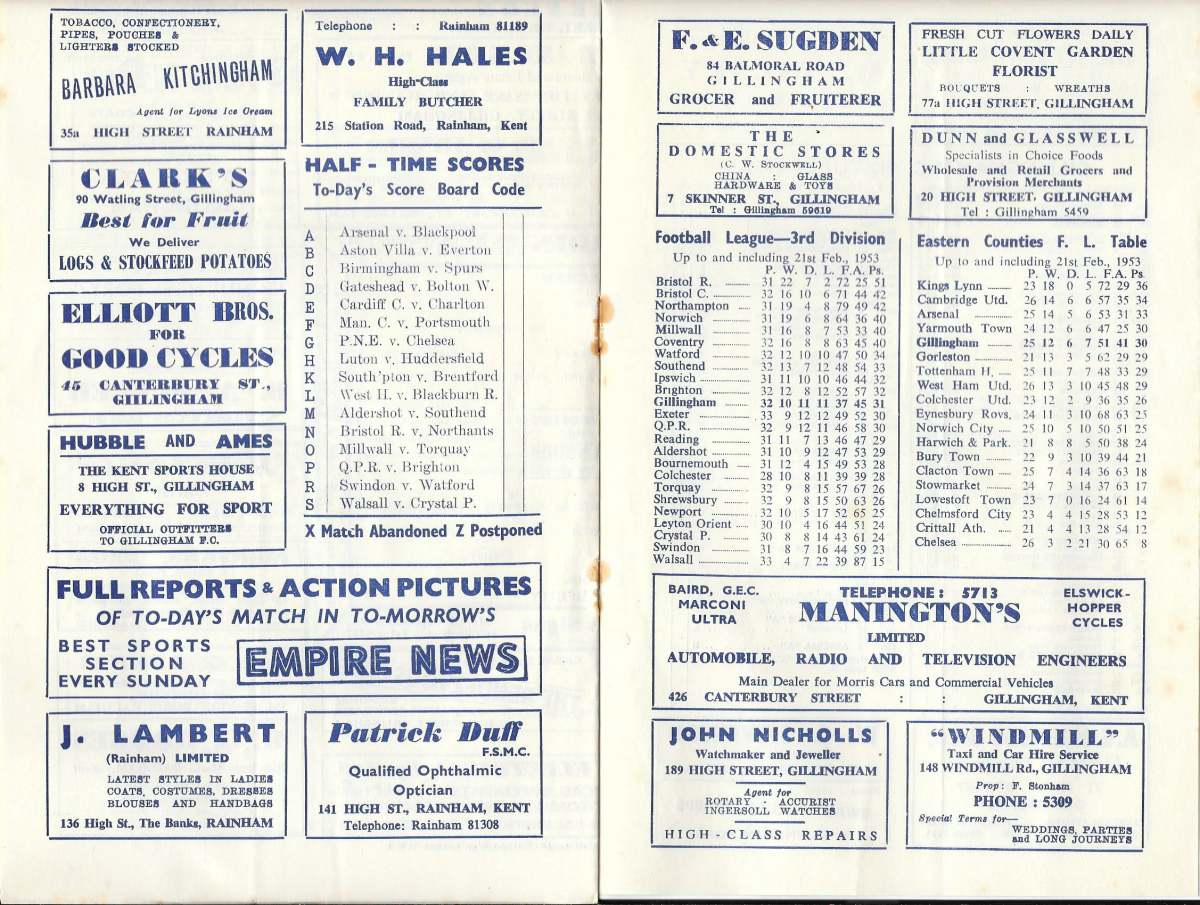 TOBACCO, CONFECTIONERY,
PIPES, POUCHES &
LIGHTERS STOCKED
BARBARA KITCHINGHAM
Agent for Lyons Ice Cream
35a HIGH STREET RAINHAM
Telephone : : Rainham 81189
W. H. HALES
High-Class
FAMILY BUTCHER
215 Station Road, Rainham, Kent
CLARK'S
90 Watling Street, Gillingham
Best for Fruit
We Deliver
LOGS & STOCKFEED POTATOES
ELLIOTT BROS.
FOR
GOOD CYCLES
45 CANTERBURY ST.,
GIILINGHAM
HUBBLE AND AMES
THE KENT SPORTS HOUSE
8 HIGH ST., GILLINGHAM
EVERYTHING FOR SPORT
OFFICIAL OUTFITTERS
TO GILLINGHAM F.C.
HALF - TIME SCORES
To-Day's Score Board Code
A Arsenal v. Blackpool
B Aston Villa v. Everton
C Birmingham v. Spurs
D Gateshead v. Bolton W.
E Cardiff C. v. Charlton
F Man. C. v. Portsmouth
G P.N.E. v. Chelsea
H Luton v. Huddersfield
K South'pton v. Brentford
L West H. v. Blackburn R.
M Aldershot v. Southend
N Bristol R. v. Northants
O Millwall v. Torquay
P Q.P.R. v. Brighton
R Swindon v. Watford
S Walsall v. Crystal P.
X Match Abandoned Z Postponed
FULL REPORTS & ACTION PICTURES
OF TO-DAY'S MATCH IN TO-MORROW'S
BEST SPORTS
SECTION
EVERY SUNDAY
EMPIRE NEWS
J. LAMBERT
(Rainham) LIMITED
LATEST STYLES IN LADIES
COATS, COSTUMES, DRESSES
BLOUSES AND HANDBAGS
136 High St., The Banks, RAINHAM
Patrick Duff
F.S.M.C.
Qualified Ophthalmic
Optician
141 HIGH ST., RAINHAM, KENT
Telephone: Rainham 81308
F. & E. SUGDEN
84 BALMORAL ROAD
GILLINGHAM
GROCER and FRUITERER
FRESH CUT FLOWERS DAILY
LITTLE COVENT GARDEN
FLORIST
BOUQUETS : WREATHS
77a HIGH STREET, GILLINGHAM
THE
DOMESTIC STORES
(C. W. STOCKWELL)
CHINA : GLASS
HARDWARE & TOYS
7 SKINNER ST., GILLINGHAM
Tel : Gillingham 59619
DUNN and GLASSWELL
Specialists in Choice Foods
Wholesale and Retail Grocers and
Provision Merchants
20 HIGH STREET, GILLINGHAM
Tel : Gillingham 5459
Football League—3rd Division
Up to and including 21st Feb., 1953
P. W. D. L. F. A. Ps.
Bristol R. 31 22 7 2 72 25 51
Bristol C. 32 16 10 6 71 44 42
Northampton 31 19 4 8 79 49 42
Norwich 31 19 6 8 64 36 40
Millwall 31 16 8 7 53 33 40
Coventry 32 16 8 8 63 45 40
Watford 32 12 10 10 47 50 34
Southend 32 13 7 12 48 54 33
Ipswich 31 11 10 10 46 44 32
Brighton 32 12 8 12 52 57 32
Gillingham 32 10 11 11 37 45 31
Exeter 33 9 12 12 49 52 30
Q.P.R. 32 9 12 11 46 58 30
Reading 31 11 7 13 46 47 29
Aldershot 31 10 9 12 47 53 29
Bournemouth 31 12 4 15 49 53 28
Colchester 28 10 8 11 39 39 28
Torquay 32 9 8 15 57 67 26
Shrewsbury 32 9 8 15 50 63 26
Newport 32 10 5 17 52 65 25
Leyton Orient 30 10 4 16 44 51 24
Crystal P. 30 8 8 14 43 61 24
Swindon 31 8 7 16 44 59 23
Walsall 33 4 7 22 39 87 15
Eastern Counties F. L. Table
Up to and including 21st Feb., 1953
P. W. D. L. F. A. Ps
Kings Lynn 23 18 0 5 72 29 36
Cambridge Utd. 26 14 6 6 57 35 34
Arsenal 25 14 5 6 53 31 33
Yarmouth Town 24 12 6 6 47 25 30
Gillingham 25 12 6 7 51 41 30
Gorleston 21 13 3 5 62 29 29
Tottenham H. 25 11 7 7 48 33 29
West Ham Utd. 26 13 3 10 45 48 29
Colchester Utd. 23 12 2 9 36 35 26
Eynesbury Rovs. 24 11 3 10 68 63 25
Norwich City 25 10 5 10 50 51 25
Harwich & Park. 21 8 8 5 50 38 24
Bury Town 22 9 3 10 39 44 21
Clacton Town 25 7 4 14 36 63 18
Stowmarket 24 7 3 14 37 63 17
Lowestoft Town 23 7 0 16 24 61 14
Chelmsford City 23 4 4 15 28 53 12
Crittall Ath. 21 4 4 13 28 54 12
Chelsea 26 3 2 21 30 65 8
BAIRD, G.E.C.
MARCONI
ULTRA
TELEPHONE: 5713
MANINGTON'S
LIMITED
ELSWICK-
HOPPER
CYCLES
AUTOMOBILE, RADIO AND TELEVISION ENGINEERS
Main Dealer for Morris Cars and Commercial Vehicles
426 CANTERBURY STREET : : GILLINGHAM, KENT
JOHN NICHOLLS
Watchmaker and Jeweller
189 HIGH STREET, GILLINGHAM
Agent for
ROTARY - ACCURIST
INGERSOLL WATCHES
HIGH-CLASS REPAIRS
"WINDMILL"
Taxi and Car Hire Service
148 WINDMILL Rd., GILLINGHAM
Prop: F. Stonham
PHONE : 5309
Special Terms for—
WEDDINGS, PARTIES
and LONG JOURNEYS